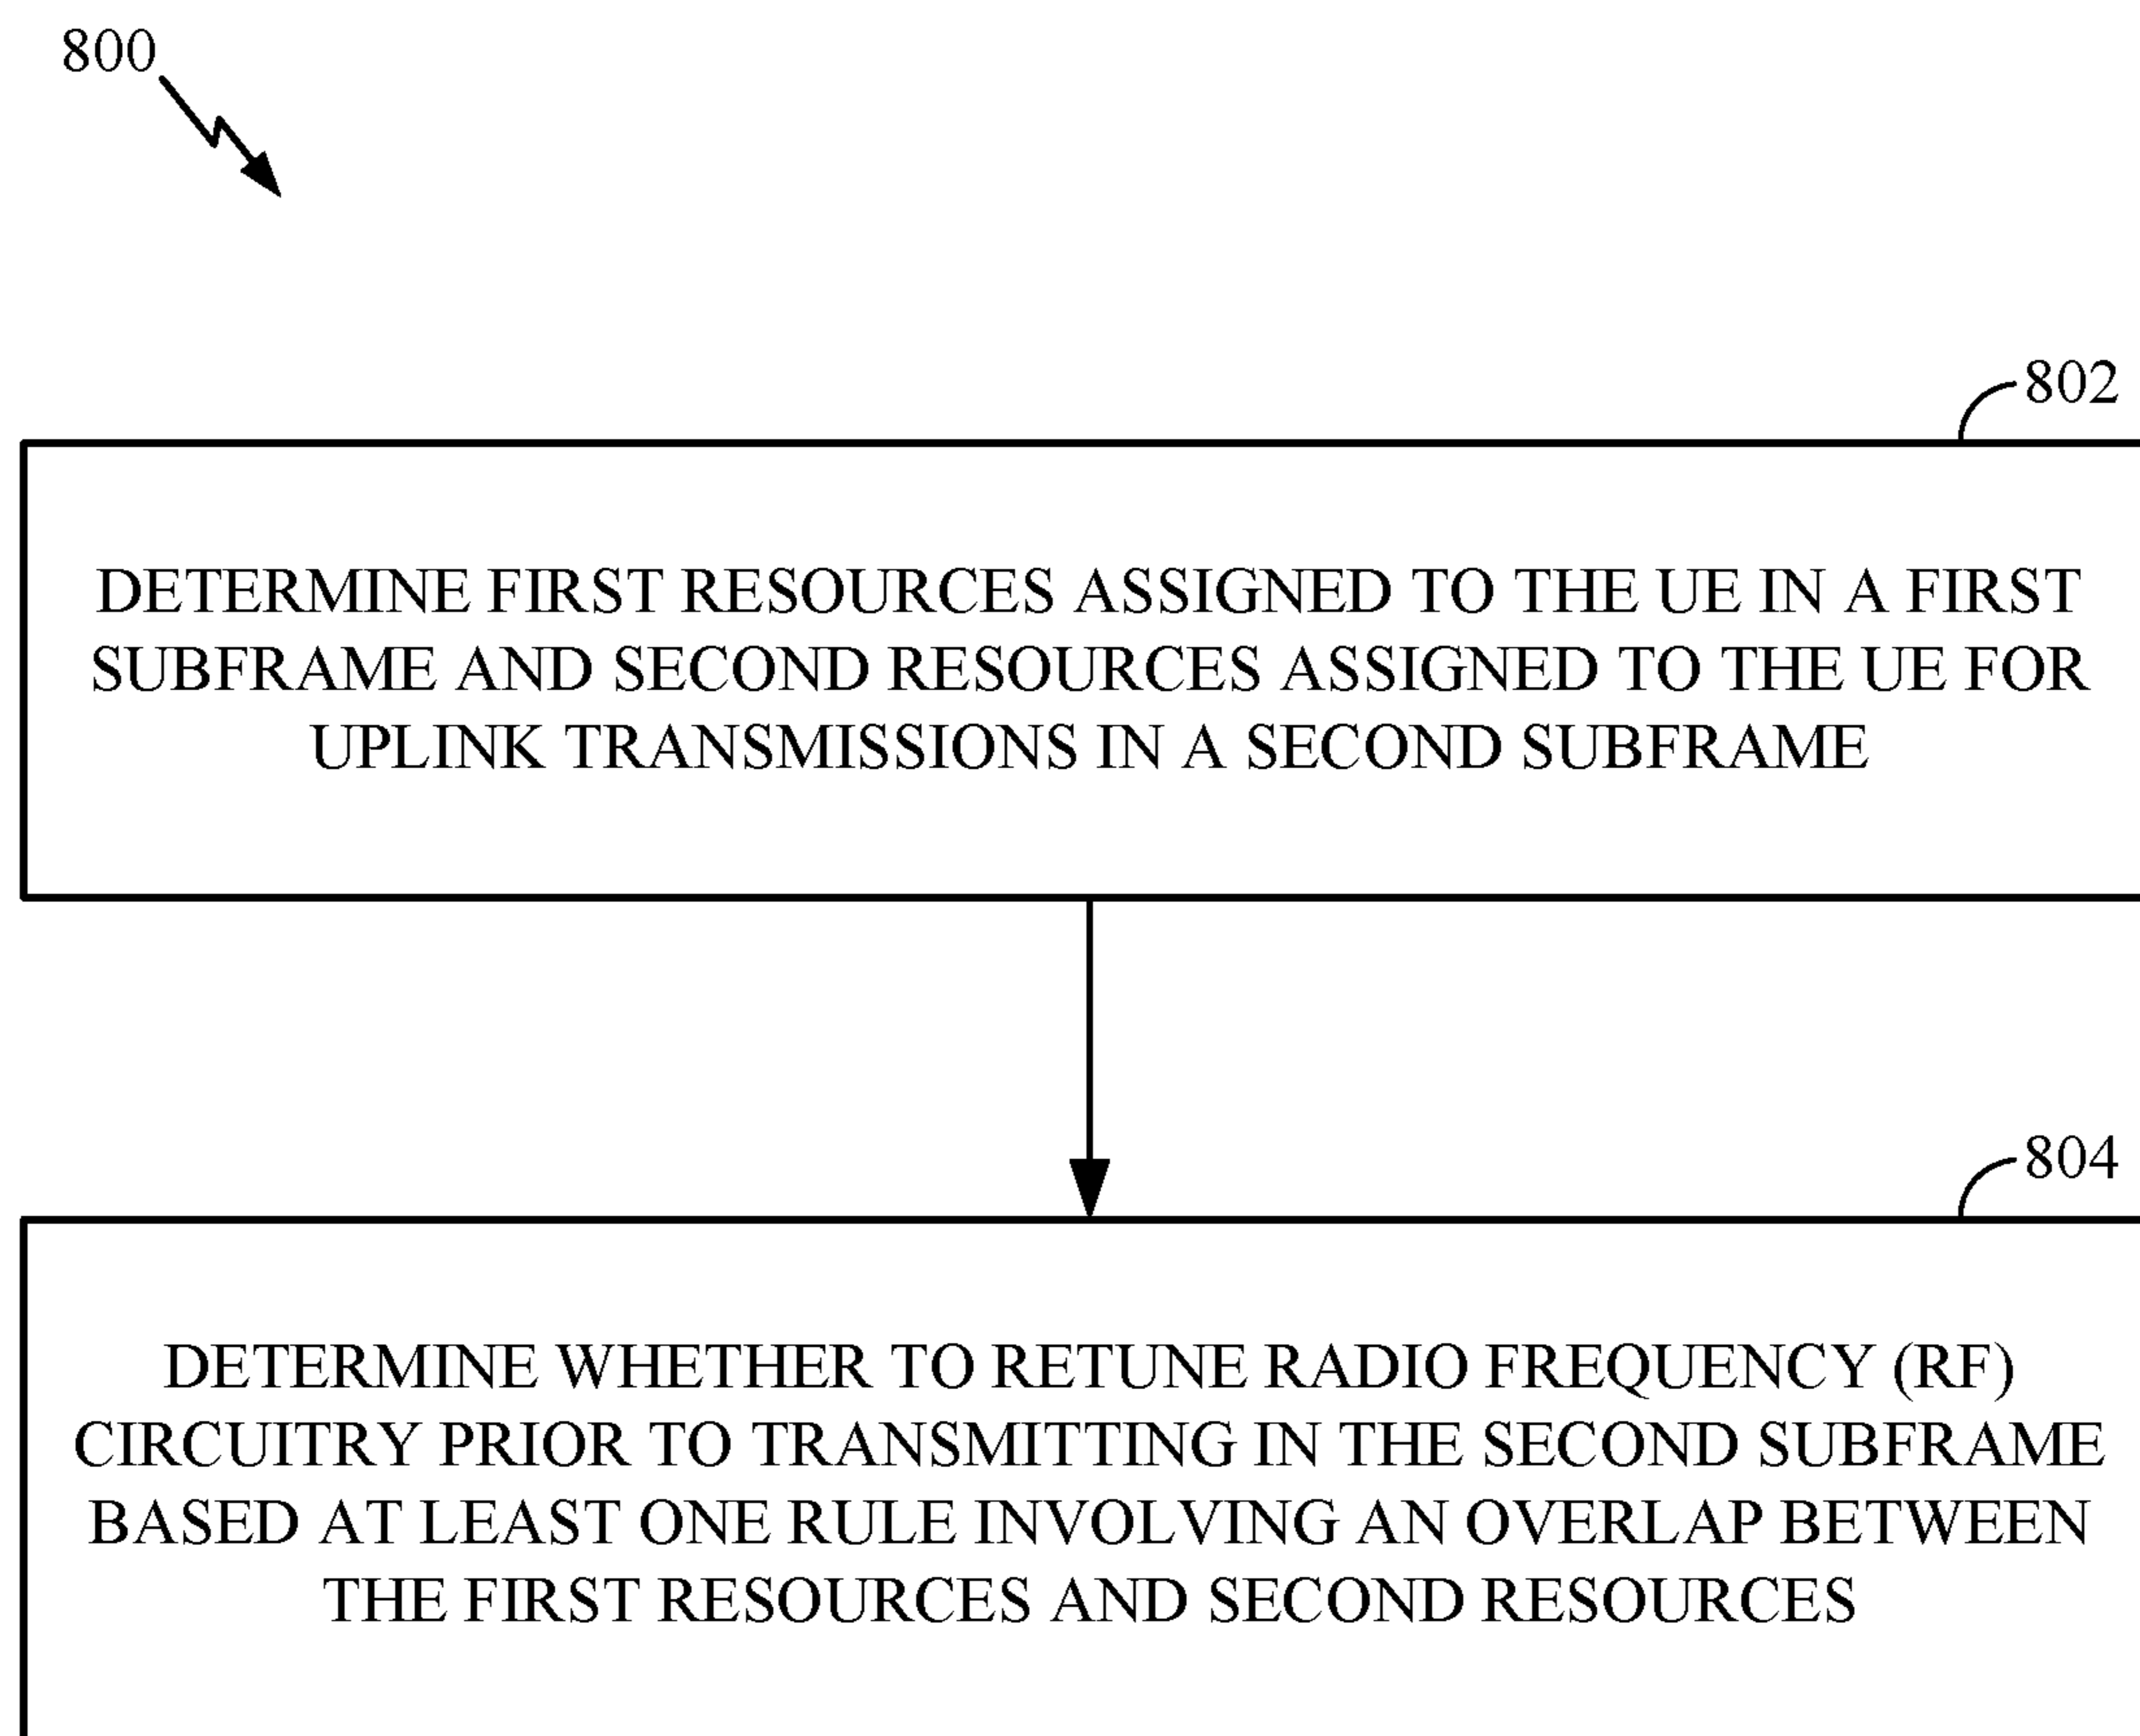 800
802
DETERMINE FIRST RESOURCES ASSIGNED TO THE UE IN A FIRST
SUBFRAME AND SECOND RESOURCES ASSIGNED TO THE UE FOR
UPLINK TRANSMISSIONS IN A SECOND SUBFRAME
804
DETERMINE WHETHER TO RETUNE RADIO FREQUENCY (RF)
CIRCUITRY PRIOR TO TRANSMITTING IN THE SECOND SUBFRAME
BASED AT LEAST ONE RULE INVOLVING AN OVERLAP BETWEEN
THE FIRST RESOURCES AND SECOND RESOURCES